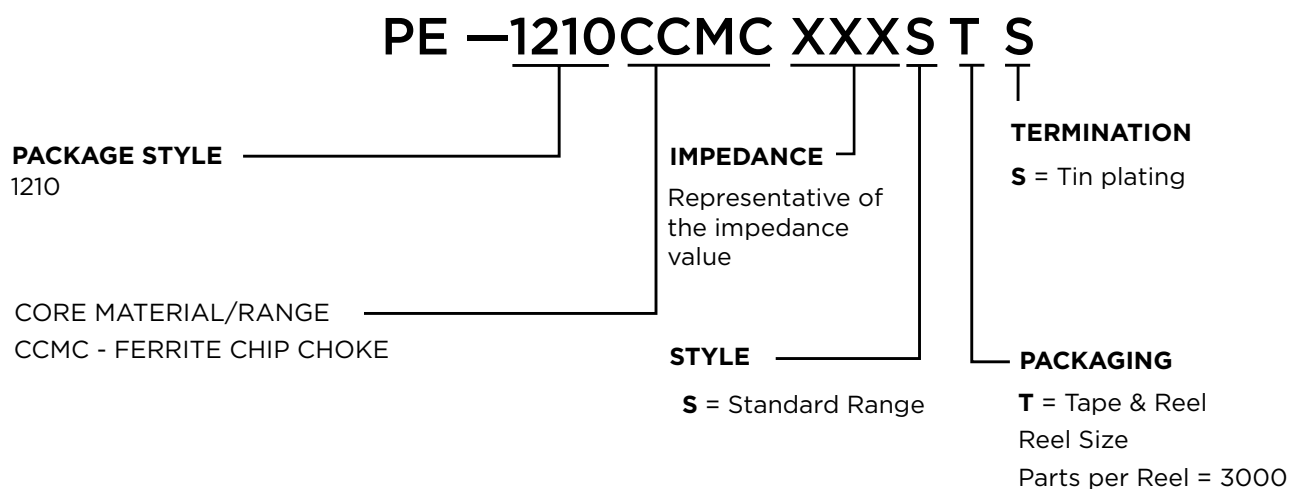 PE —1210CCMC XXXS T S
PACKAGE STYLE
1210
CORE MATERIAL/RANGE
CCMC - FERRITE CHIP CHOKE
IMPEDANCE
Representative of
the impedance
value
STYLE
S = Standard Range
TERMINATION
S = Tin plating
PACKAGING
T = Tape & Reel
Reel Size
Parts per Reel = 3000